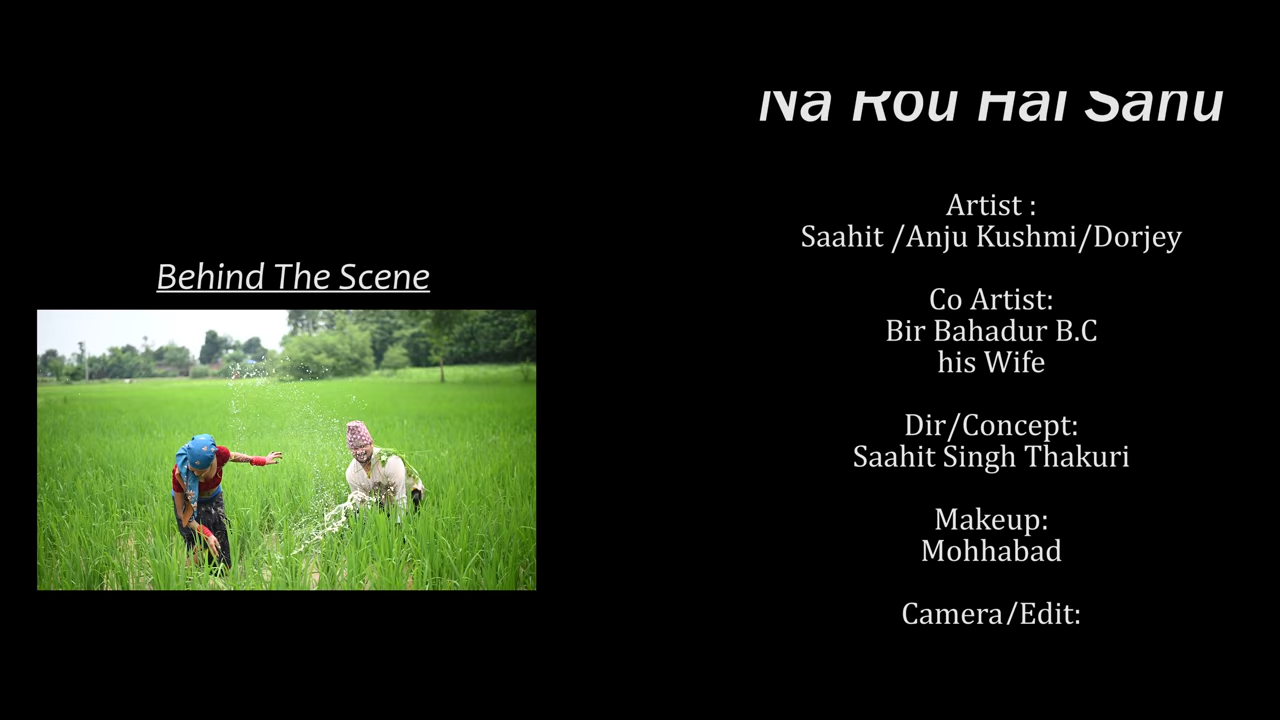 Na Rou Hai Sanu
Artist :
Saahit /Anju Kushmi/Dorjey
Co Artist:
Bir Bahadur B.C
his Wife
Dir/Concept:
Saahit Singh Thakuri
Makeup:
Mohhabad
Camera/Edit:
Behind The Scene